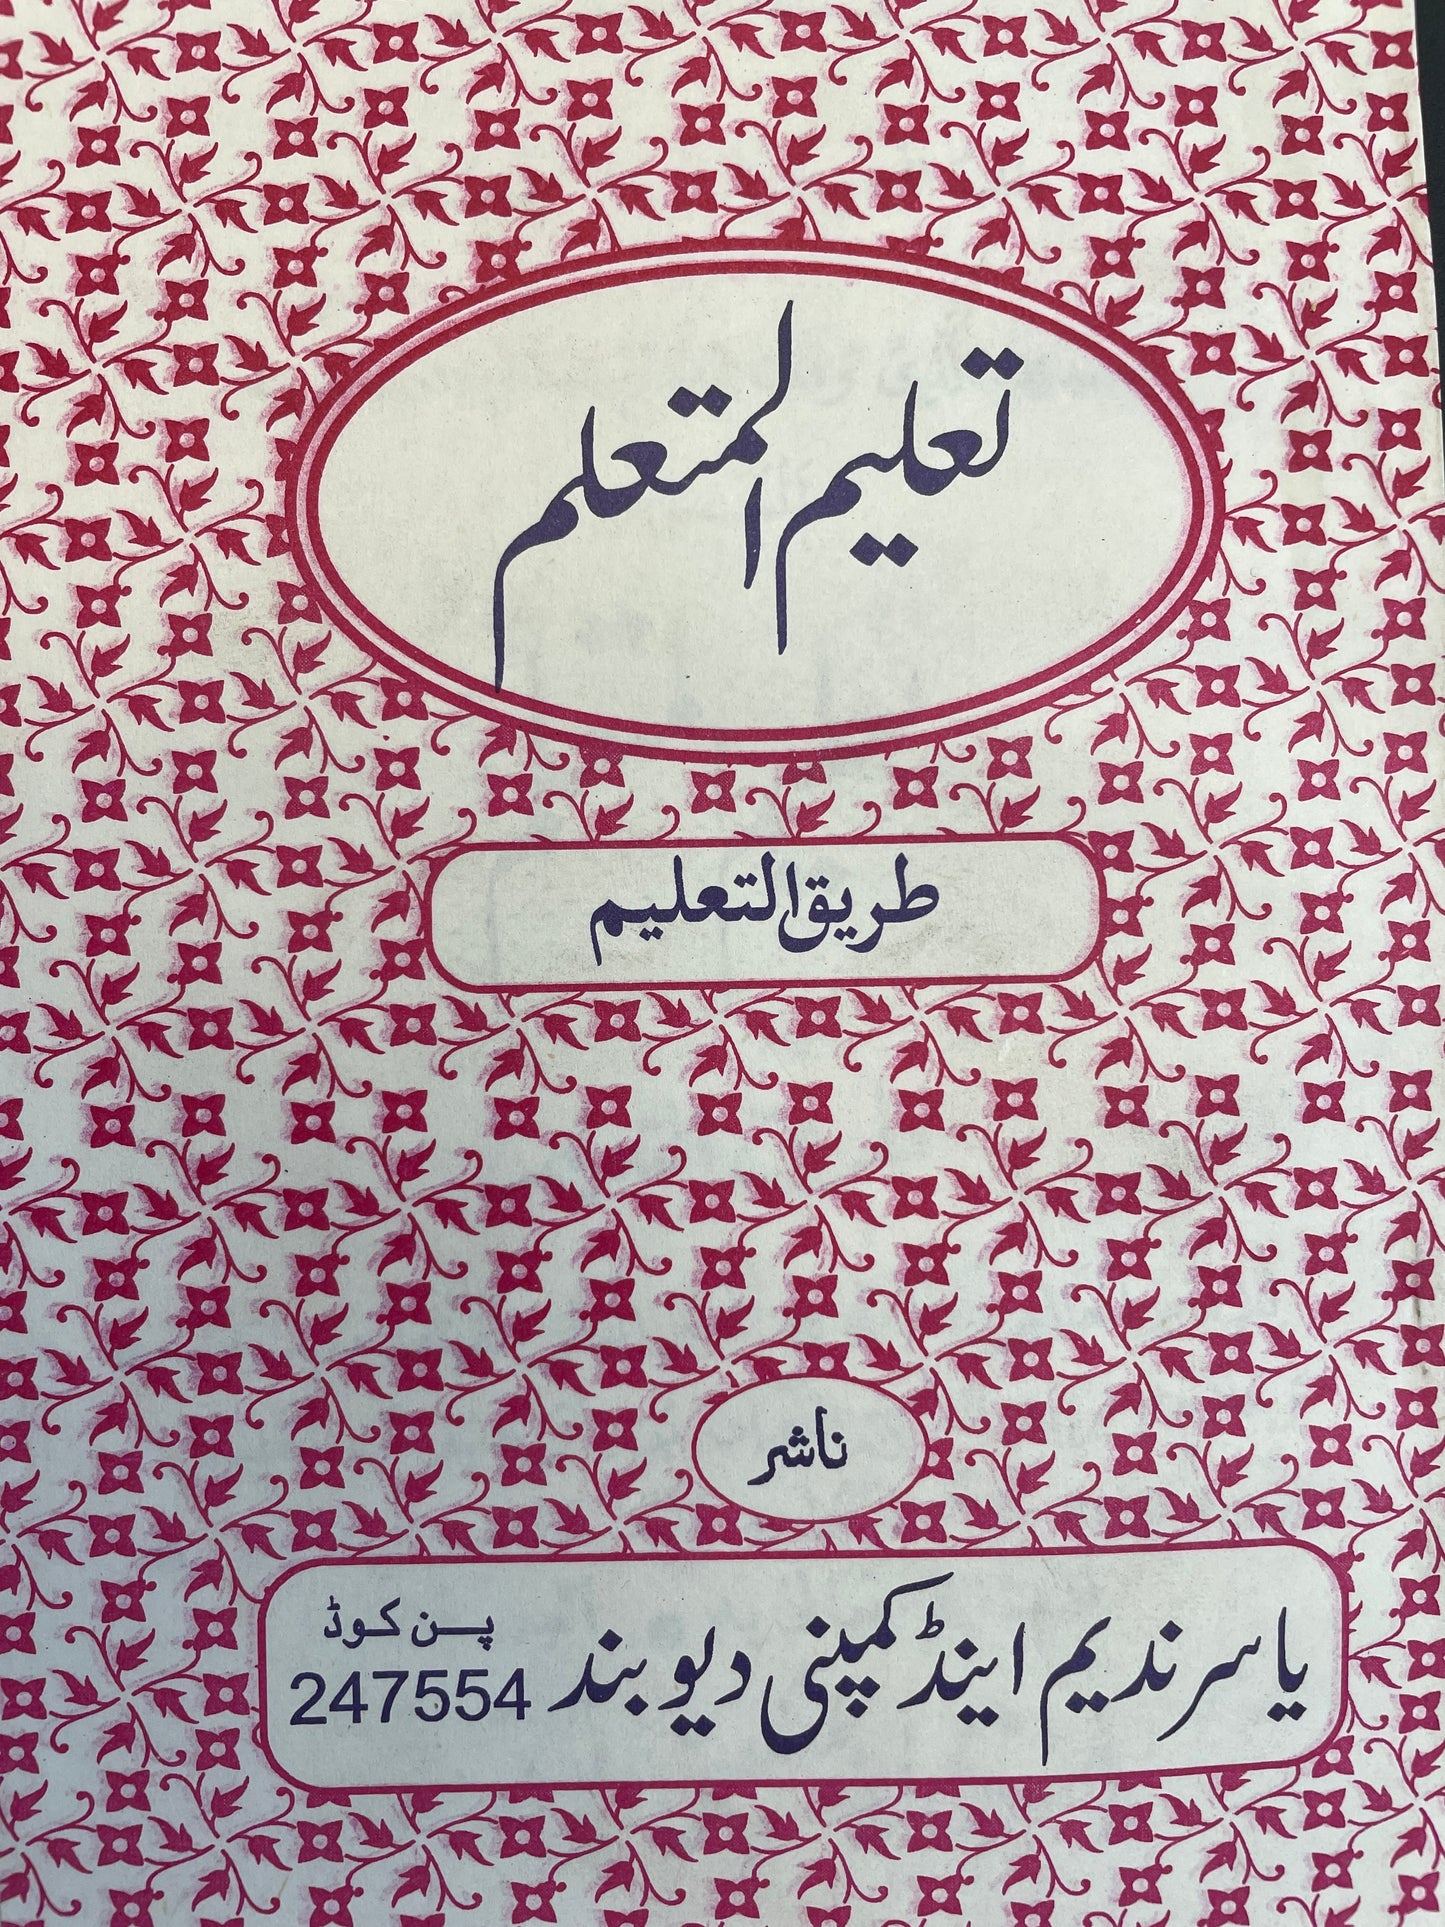 تعلیم المتعلم
طریق التعلیم
ناشر
یاسر ندیم اینڈ کمپنی دیوبند
پن کوڈ
247554